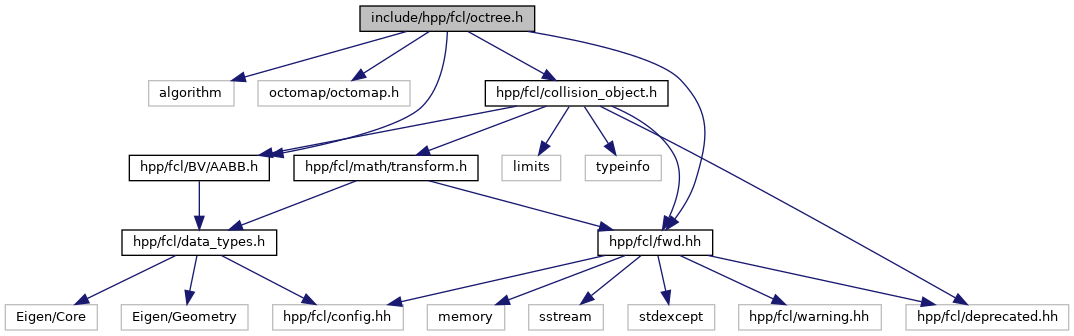 include/hpp/fcl/octree.h
algorithm
octomap/octomap.h
hpp/fcl/collision_object.h
hpp/fcl/BV/AABB.h
hpp/fcl/math/transform.h
limits
typeinfo
hpp/fcl/data_types.h
hpp/fcl/fwd.hh
Eigen/Core
Eigen/Geometry
hpp/fcl/config.hh
memory
sstream
stdexcept
hpp/fcl/warning.hh
hpp/fcl/deprecated.hh